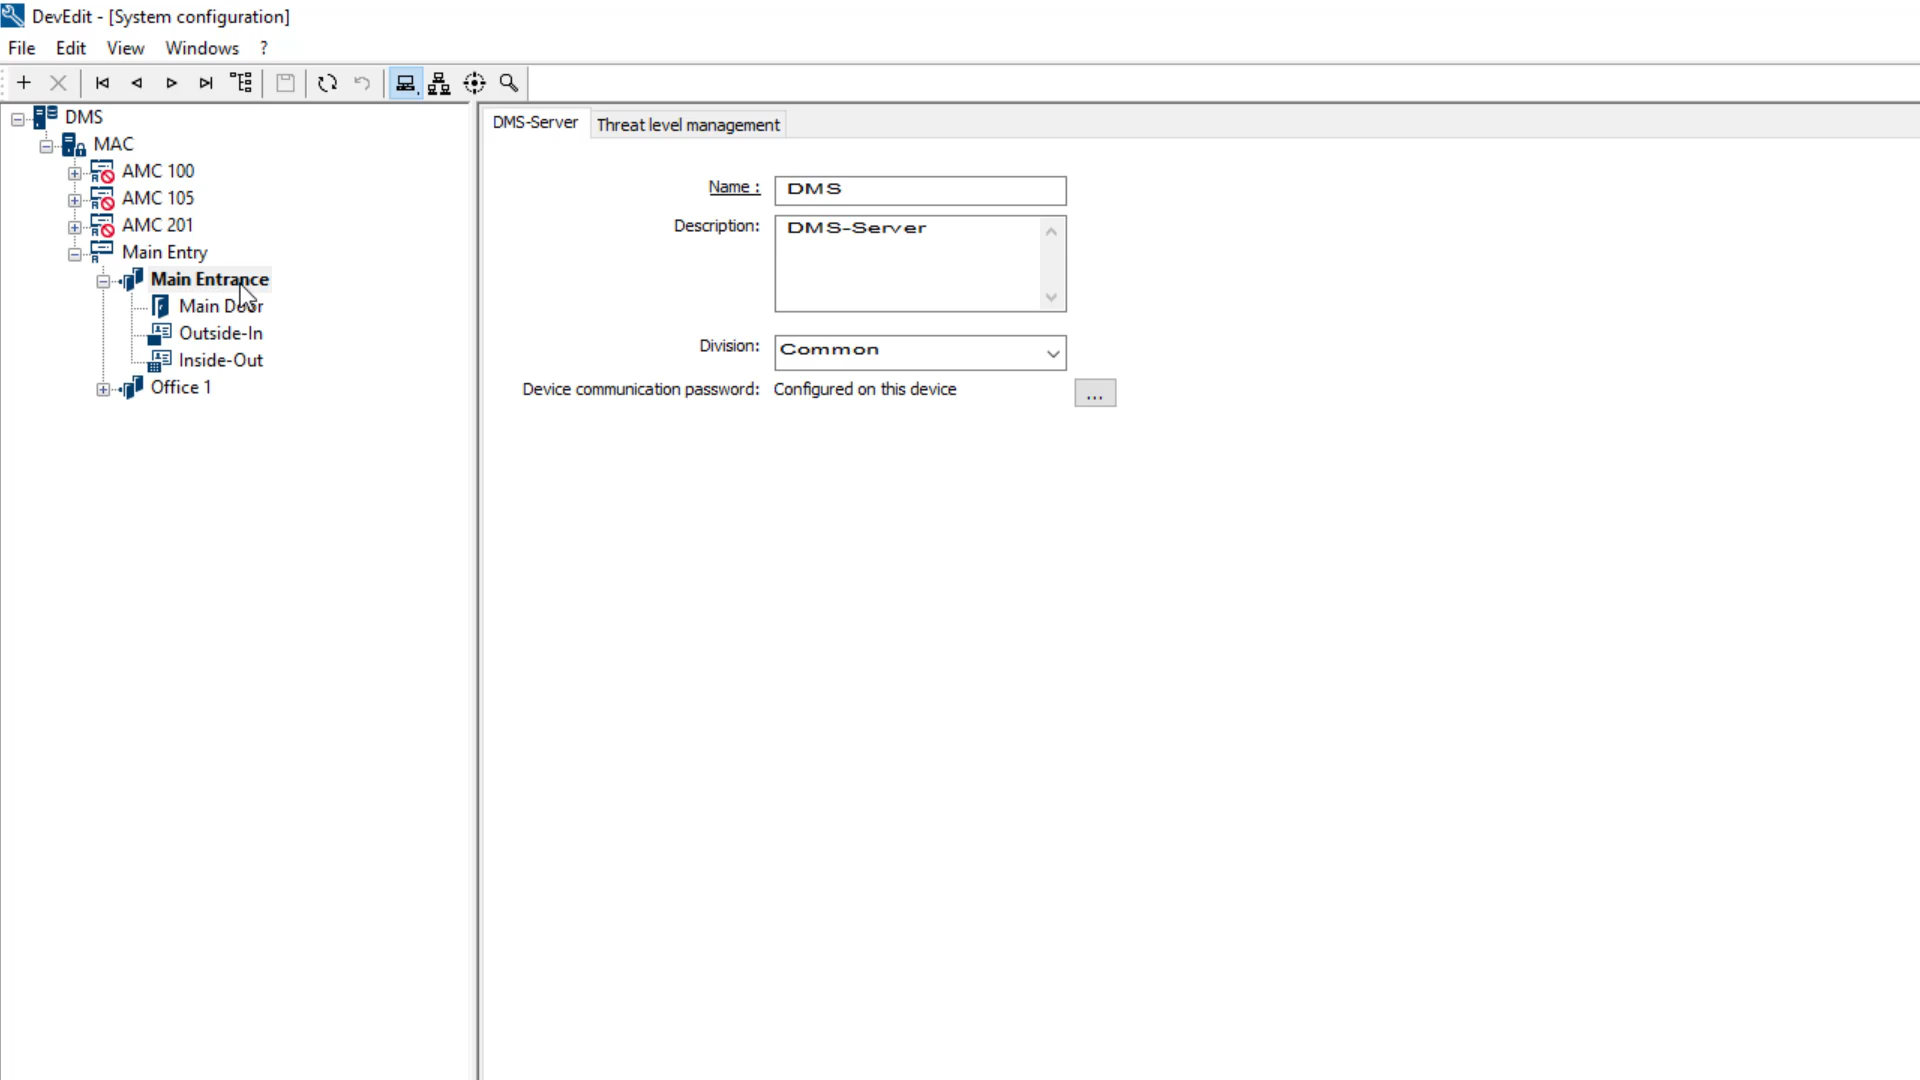 DevEdit - [System configuration]
File Edit View Windows ?
DMS
MAC
AMC 100
AMC 105
AMC 201
Main Entry
Main Entrance
Main Door
Outside-In
Inside-Out
Office 1
DMS-Server Threat level management
Name : DMS
Description: DMS-Server
Division: Common
Device communication password: Configured on this device ...